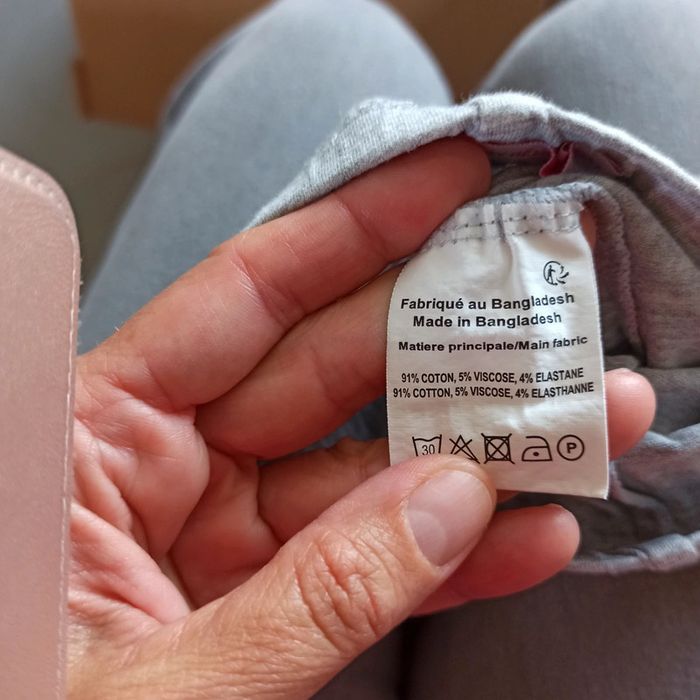 Fabriqué au Bangladesh
Made in Bangladesh
Matiere principale/Main fabric
91% COTON, 5% VISCOSE, 4% ELASTANE
91% COTTON, 5% VISCOSE, 4% ELASTHANNE
30 P